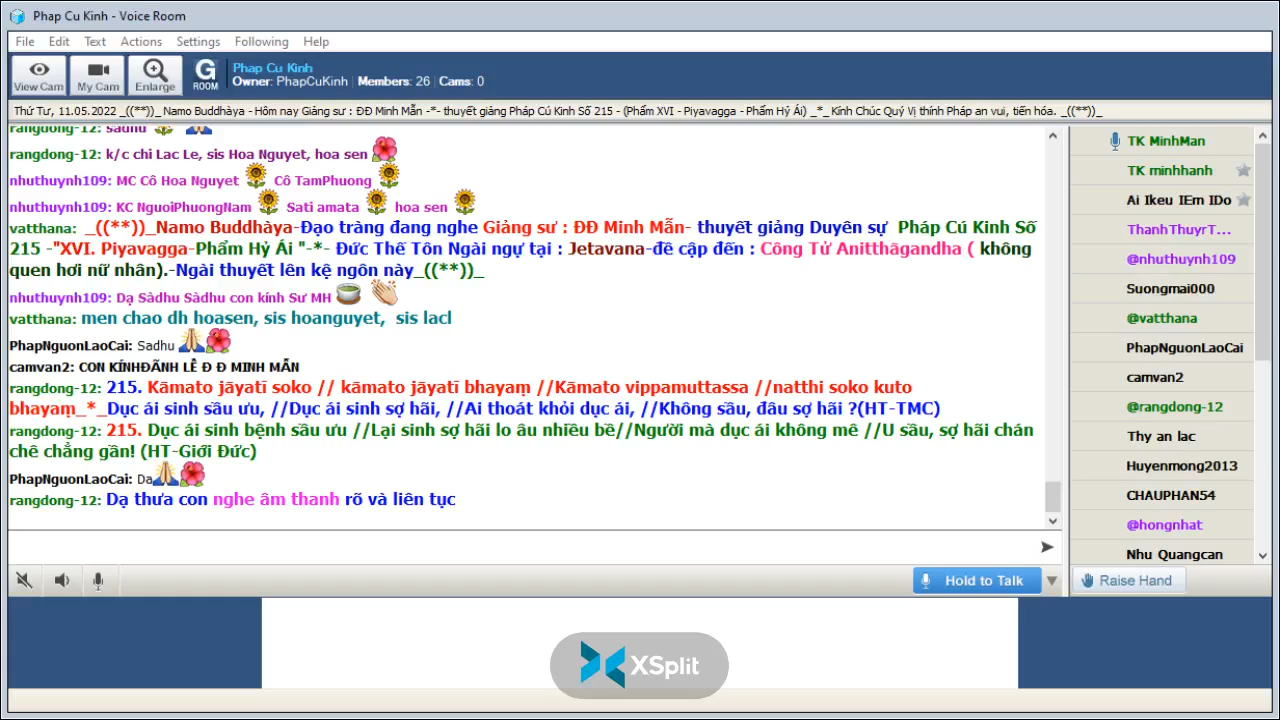 Phap Cu Kinh - Voice Room
File Edit Text Actions Settings Following Help
View Cam My Cam Enlarge G ROOM
Phap Cu Kinh
Owner: PhapCuKinh | Members: 26 | Cams: 0
Thứ Tư, 11.05.2022 _((**))_ Namo Buddhàya - Hôm nay Giảng sư : ĐĐ Minh Mẫn -*- thuyết giảng Pháp Cú Kinh Số 215 - (Phẩm XVI - Piyavagga - Phẩm Hỷ Ái) _*_ Kính Chúc Quý Vị thính Pháp an vui, tiến hóa. _((**))_
rangdong-12: sadhu
rangdong-12: k/c chi Lac Le, sis Hoa Nguyet, hoa sen
nhuthuynh109: MC Cô Hoa Nguyet Cô TamPhuong
nhuthuynh109: KC NguoiPhuongNam Sati amata hoa sen
vatthana: _((**))_Namo Buddhàya-Đạo tràng đang nghe Giảng sư : ĐĐ Minh Mẫn- thuyết giảng Duyên sự Pháp Cú Kinh Số
215 -"XVI. Piyavagga-Phẩm Hỷ Ái "-*- Đức Thế Tôn Ngài ngự tại : Jetavana-đề cập đến : Công Tử Anitthāgandha ( không
quen hơi nữ nhân).-Ngài thuyết lên kệ ngôn này_((**))_
nhuthuynh109: Dạ Sàdhu Sàdhu con kính Sư MH
vatthana: men chao dh hoasen, sis hoanguyet, sis lacl
PhapNguonLaoCai: Sadhu
camvan2: CON KÍNHĐÃNH LỄ Đ Đ MINH MẪN
rangdong-12: 215. Kāmato jāyatī soko // kāmato jāyatī bhayaṃ //Kāmato vippamuttassa //natthi soko kuto
bhayaṃ_*_Dục ái sinh sầu ưu, //Dục ái sinh sợ hãi, //Ai thoát khỏi dục ái, //Không sầu, đâu sợ hãi ?(HT-TMC)
rangdong-12: 215. Dục ái sinh bệnh sầu ưu //Lại sinh sợ hãi lo âu nhiều bề//Người mà dục ái không mê //U sầu, sợ hãi chán
chê chẳng gần! (HT-Giới Đức)
PhapNguonLaoCai: Da
rangdong-12: Dạ thưa con nghe âm thanh rõ và liên tục
Hold to Talk
TK MinhMan
TK minhhanh
Ai Ikeu IEm IDo
ThanhThuyrT...
@nhuthuynh109
Suongmai000
@vatthana
PhapNguonLaoCai
camvan2
@rangdong-12
Thy an lac
Huyenmong2013
CHAUPHAN54
@hongnhat
Nhu Quangcan
Raise Hand
XSplit